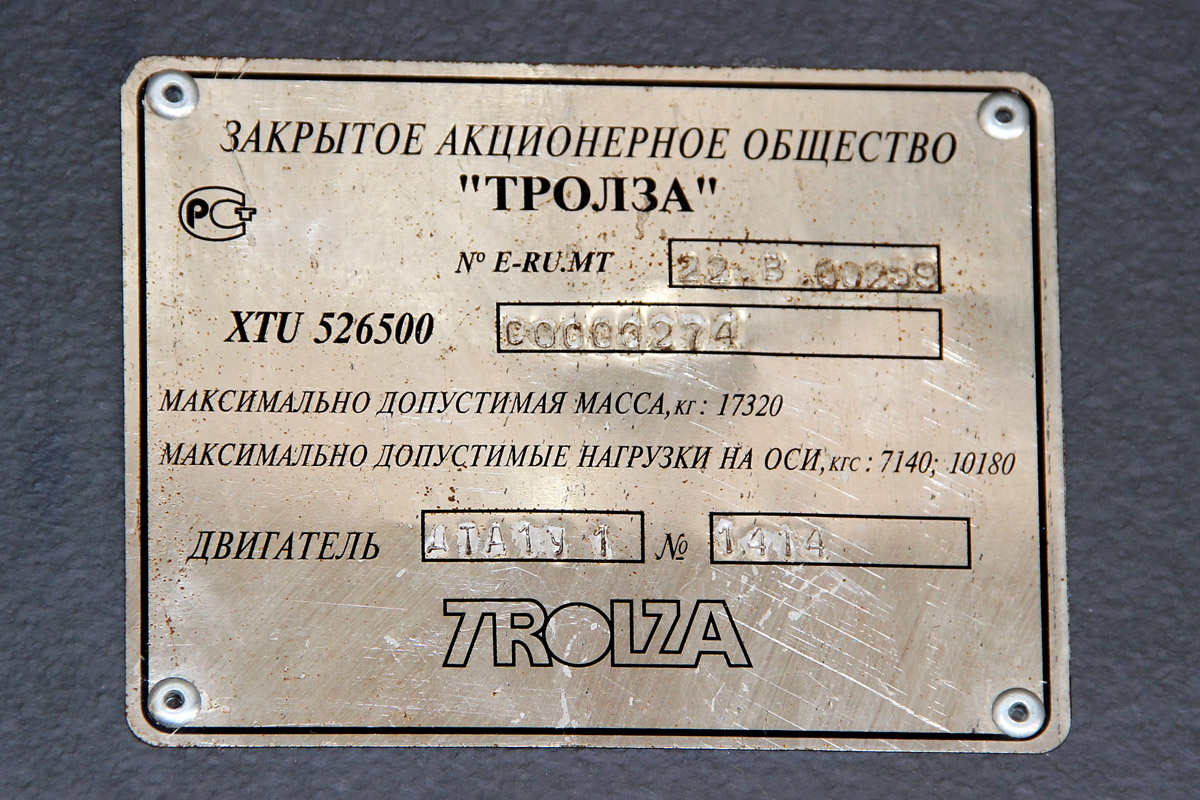 ЗАКРЫТОЕ АКЦИОНЕРНОЕ ОБЩЕСТВО
"ТРОЛЗА"
РСТ
№ E-RU.MT 22.В.00259
XTU 526500 00000274
МАКСИМАЛЬНО ДОПУСТИМАЯ МАССА,кг: 17320
МАКСИМАЛЬНО ДОПУСТИМЫЕ НАГРУЗКИ НА ОСИ,кгс: 7140; 10180
ДВИГАТЕЛЬ ДТА1У 1 № 1414
TROLZA